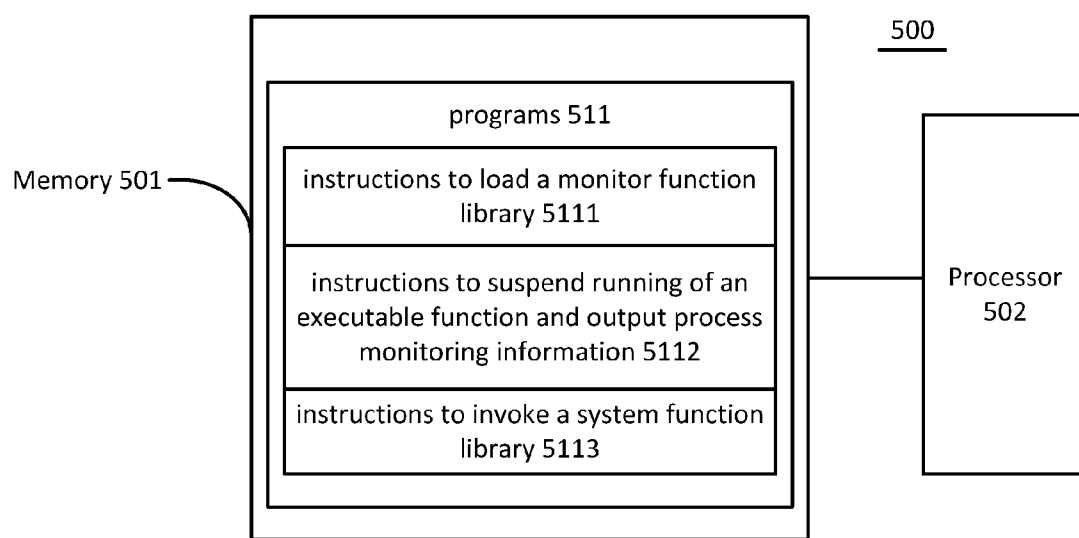 500
programs 511
Memory 501
instructions to load a monitor function
library 5111
instructions to suspend running of an
executable function and output process
monitoring information 5112
instructions to invoke a system function
library 5113
Processor
502